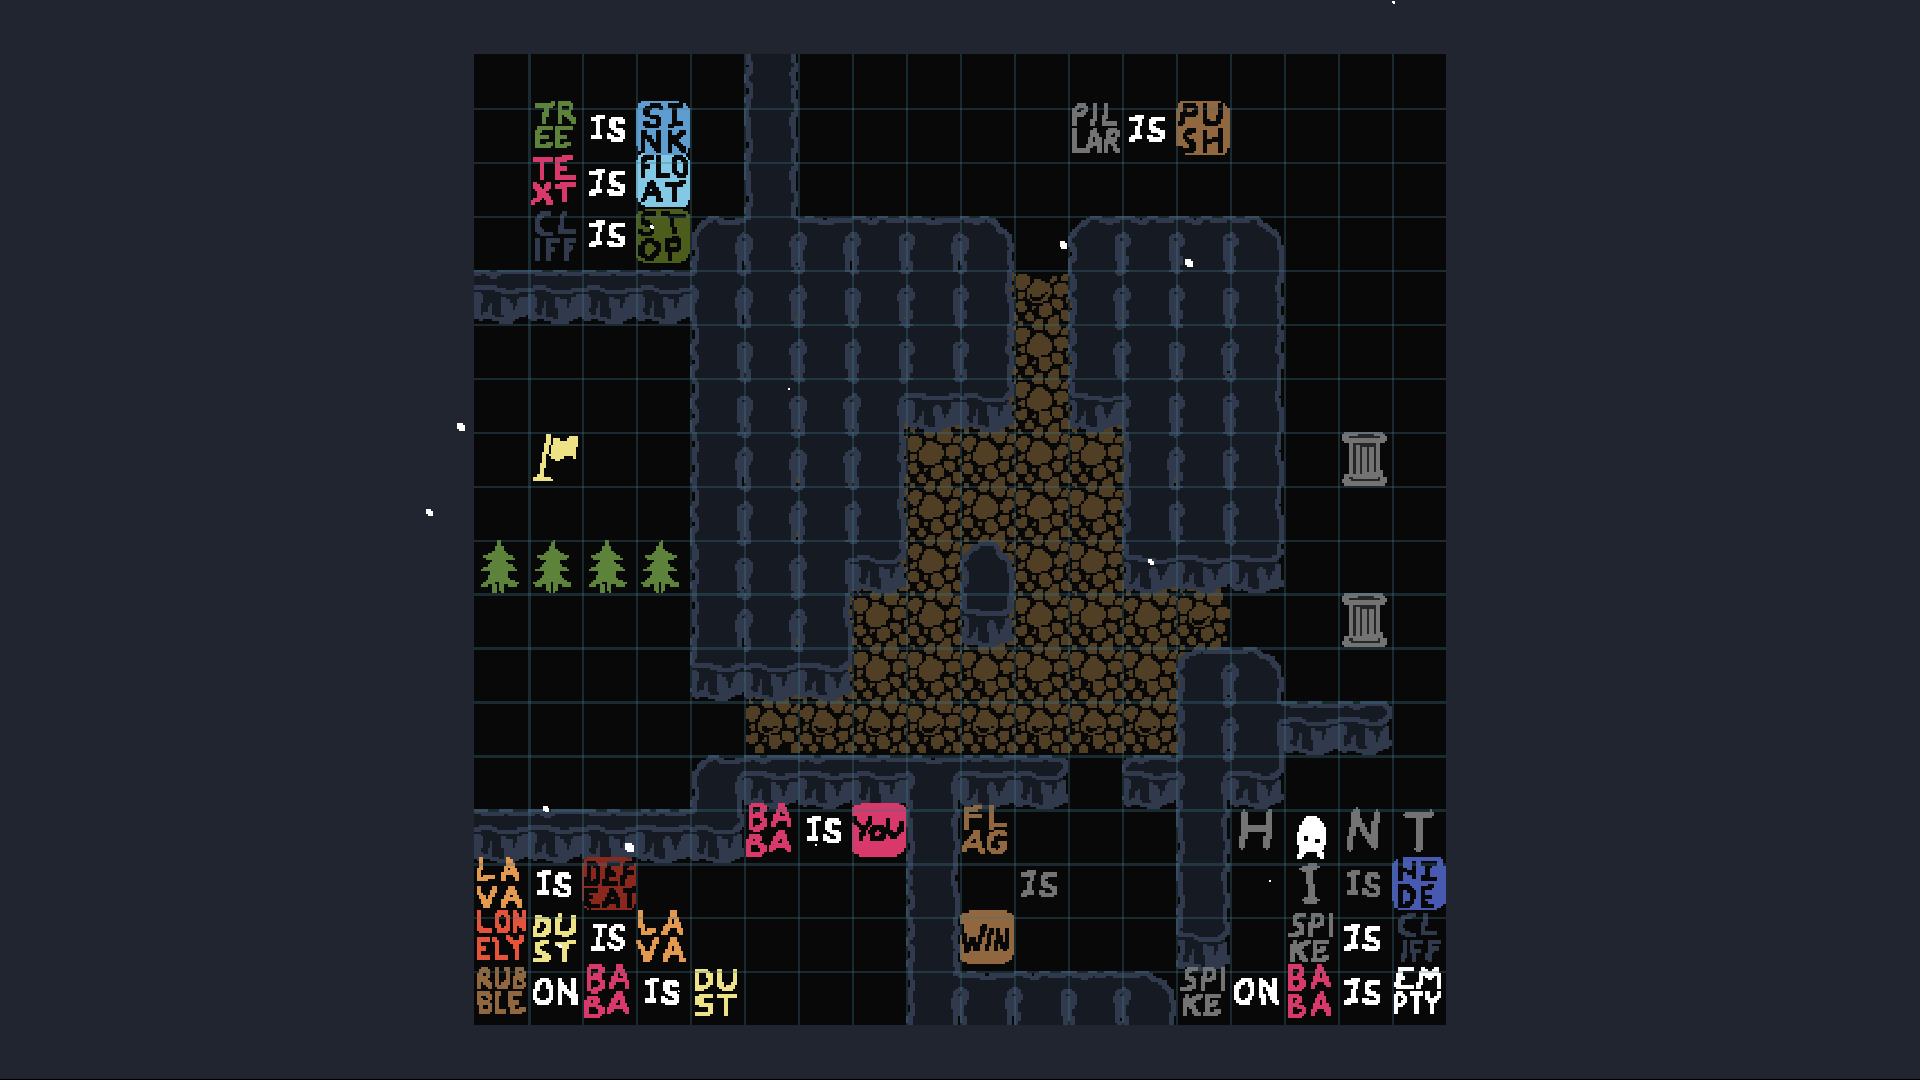 TREE IS SINK
PILLAR IS PUSH
TEXT IS FLOAT
CLIFF IS STOP
BABA IS YOU
FLAG
H N T
LAVA IS DEFEAT
IS
I IS HIDE
LONELY DUST IS LAVA
WIN
SPIKE IS CLIFF
RUBBLE ON BABA IS DUST
SPIKE ON BABA IS EMPTY